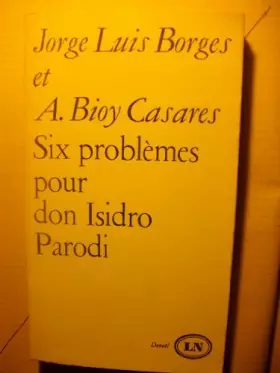 Jorge Luis Borges
et
A. Bioy Casares
Six problèmes
pour
don Isidro
Parodi
Denoël LN